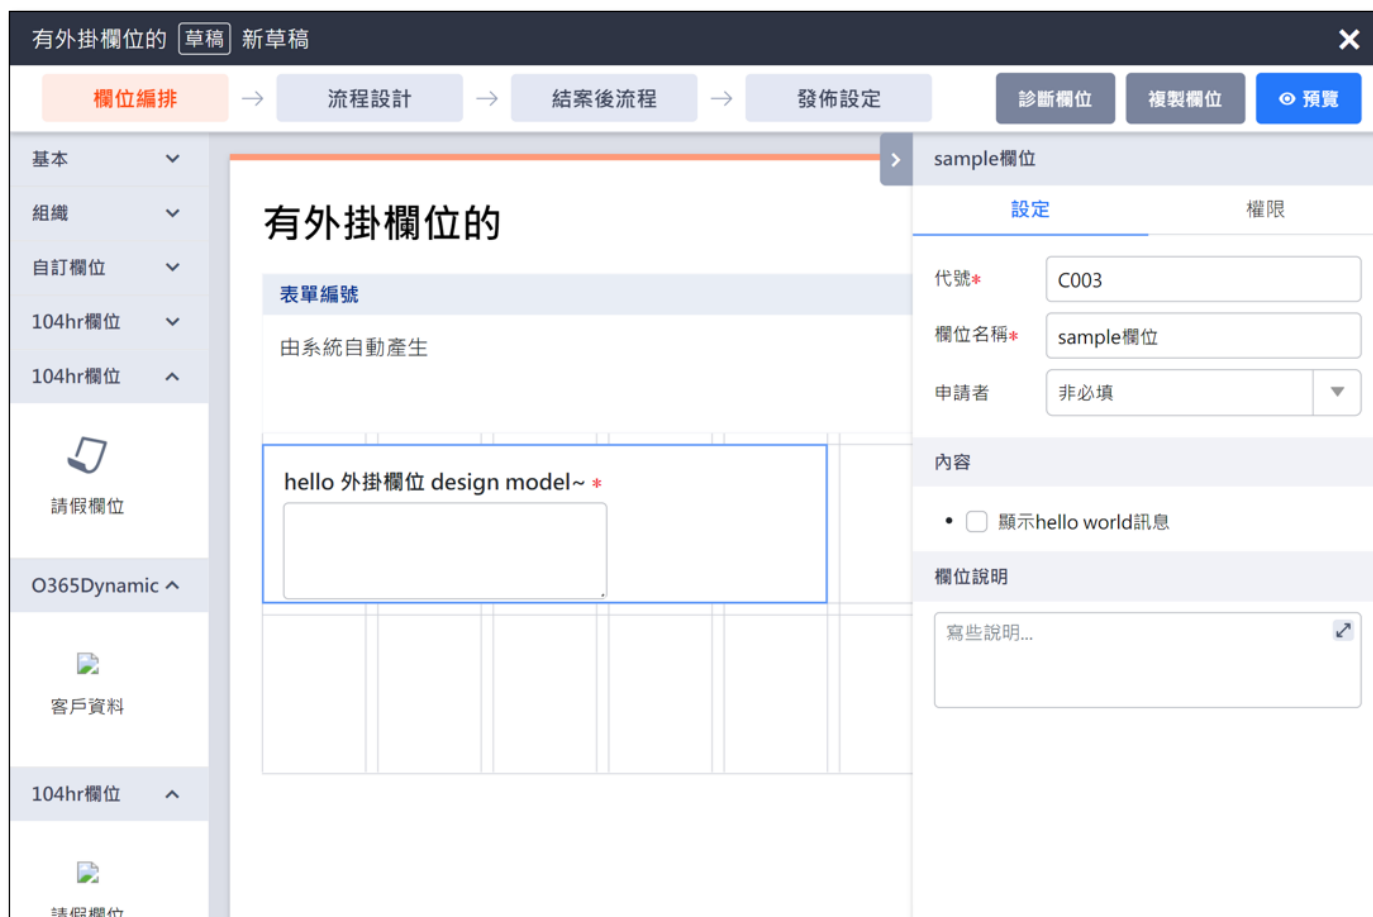 有外掛欄位的 草稿 新草稿
欄位編排 → 流程設計 → 結案後流程 → 發佈設定 診斷欄位 複製欄位 預覽
基本
組織
自訂欄位
104hr欄位
104hr欄位
請假欄位
O365Dynamic
客戶資料
104hr欄位
請假欄位
有外掛欄位的
表單編號
由系統自動產生
hello 外掛欄位 design model~ *
sample欄位
設定 權限
代號* C003
欄位名稱* sample欄位
申請者 非必填
內容
• 顯示hello world訊息
欄位說明
寫些說明...